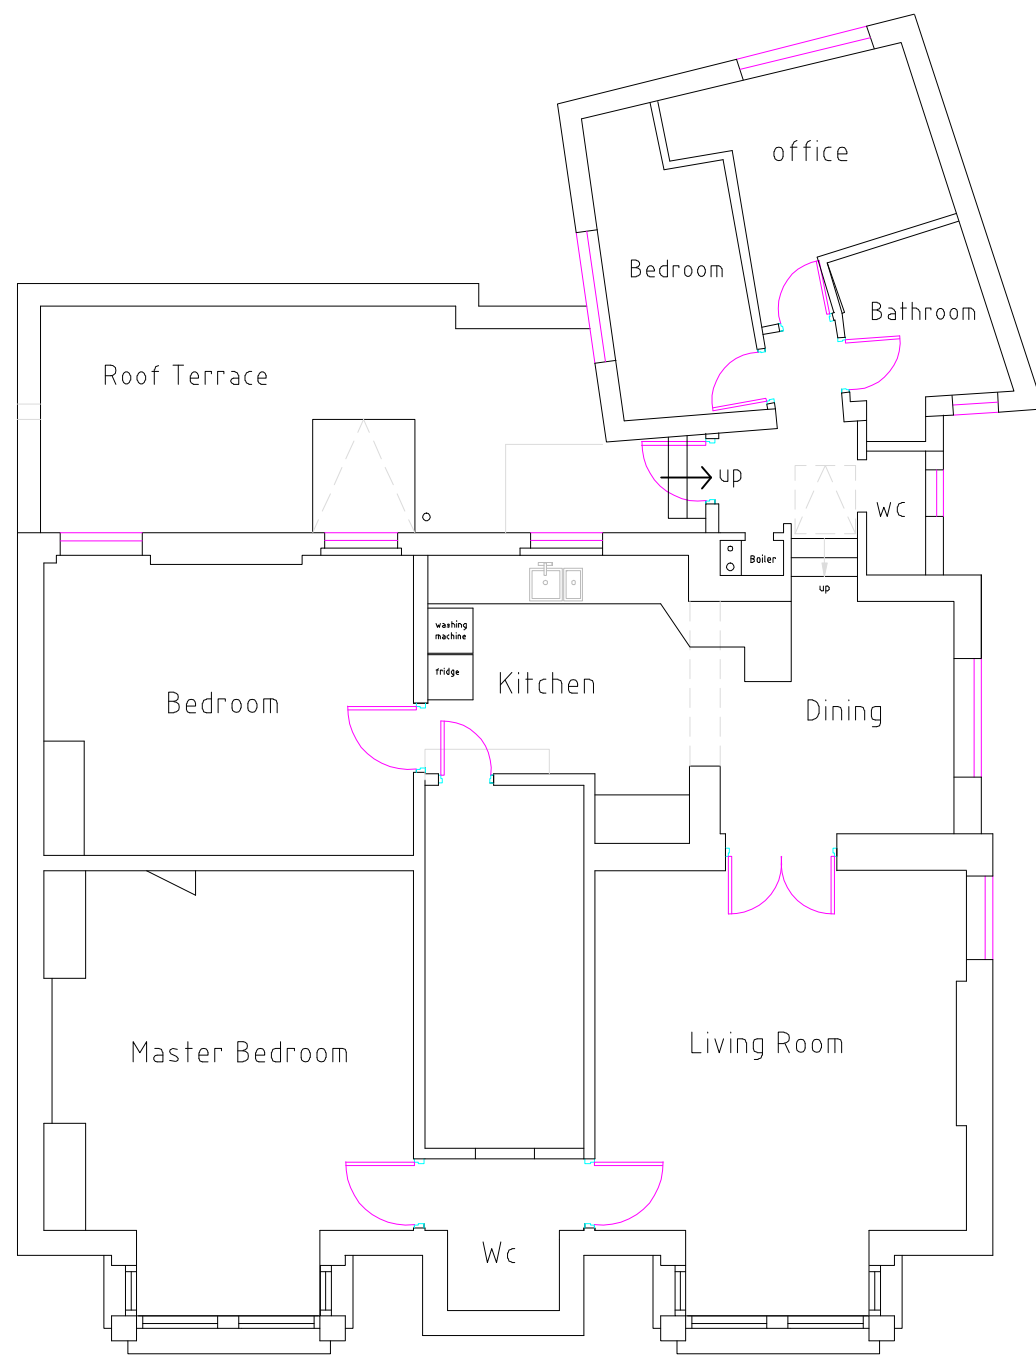 office
Bedroom
Bathroom
Roof Terrace
up
WC
Boiler
up
washing
machine
fridge
Kitchen
Bedroom
Dining
Master Bedroom
Living Room
Wc